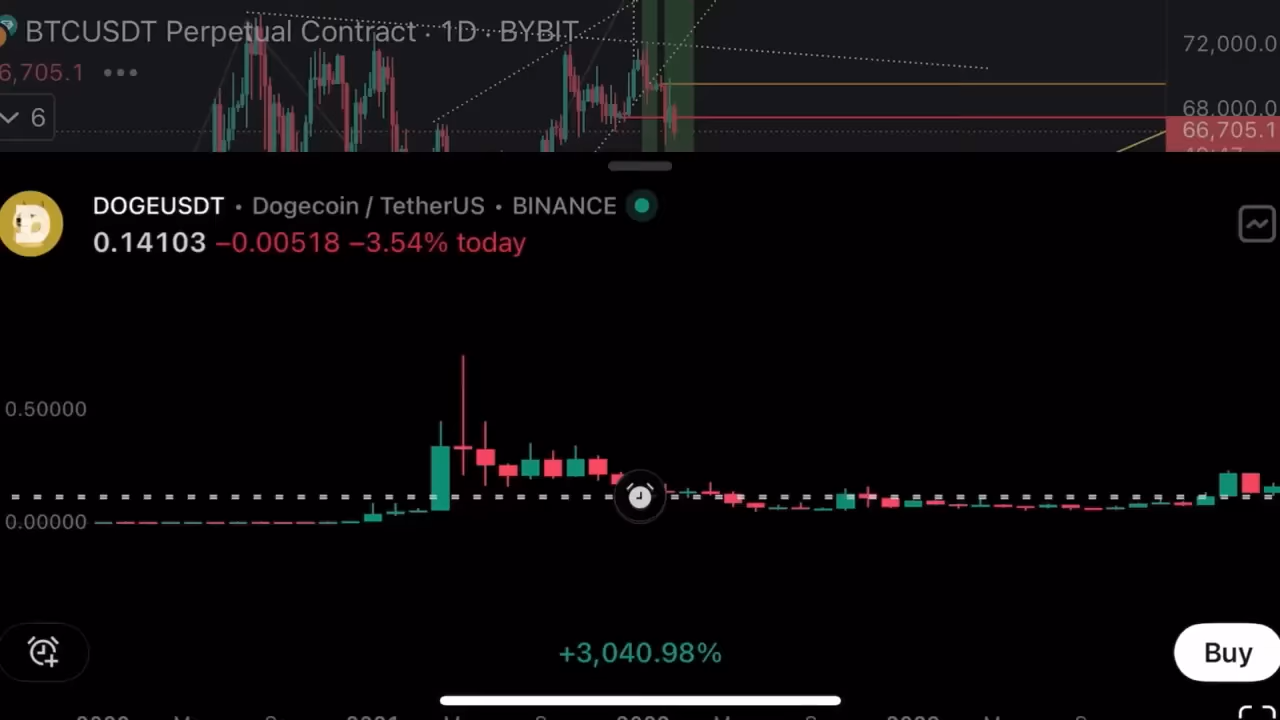 BTCUSDT Perpetual Contract · 1D · BYBIT
72,000.0
6,705.1 •••
6
68,000.0
66,705.1
DOGEUSDT • Dogecoin / TetherUS • BINANCE
0.14103 −0.00518 −3.54% today
0.50000
0.00000
+3,040.98%
Buy